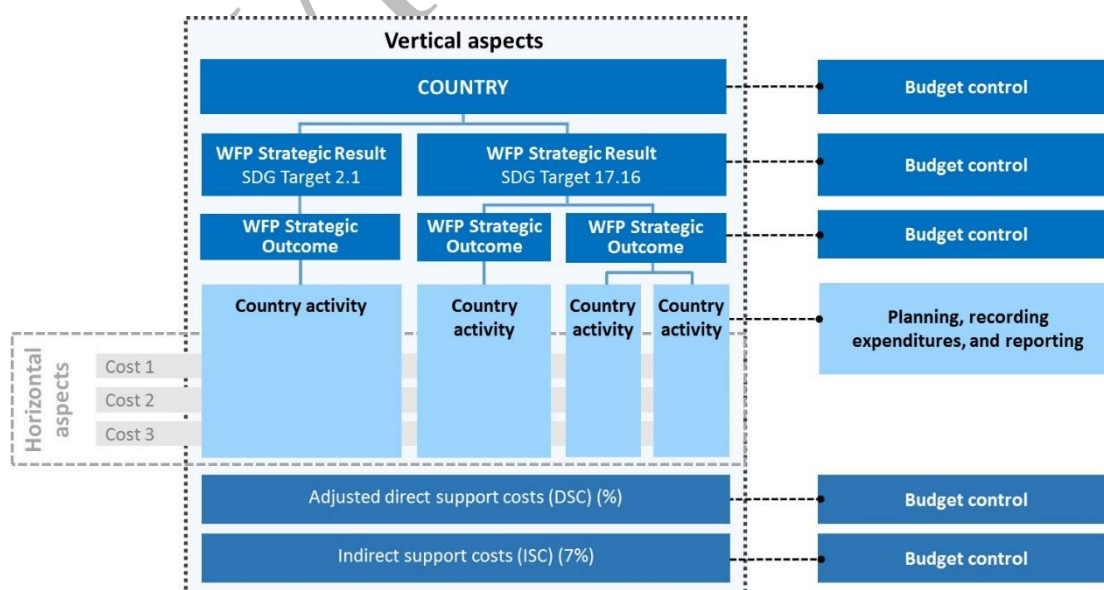 Vertical aspects
COUNTRY
Budget control
WFP Strategic Result
SDG Target 2.1
WFP Strategic Result
SDG Target 17.16
Budget control
WFP Strategic
Outcome
WFP Strategic
Outcome
WFP Strategic
Outcome
Budget control
Country activity
Country
activity
Country
activity
Country
activity
Planning, recording
expenditures, and reporting
Horizontal
aspects
Cost 1
Cost 2
Cost 3
Adjusted direct support costs (DSC) (%)
Budget control
Indirect support costs (ISC) (7%)
Budget control